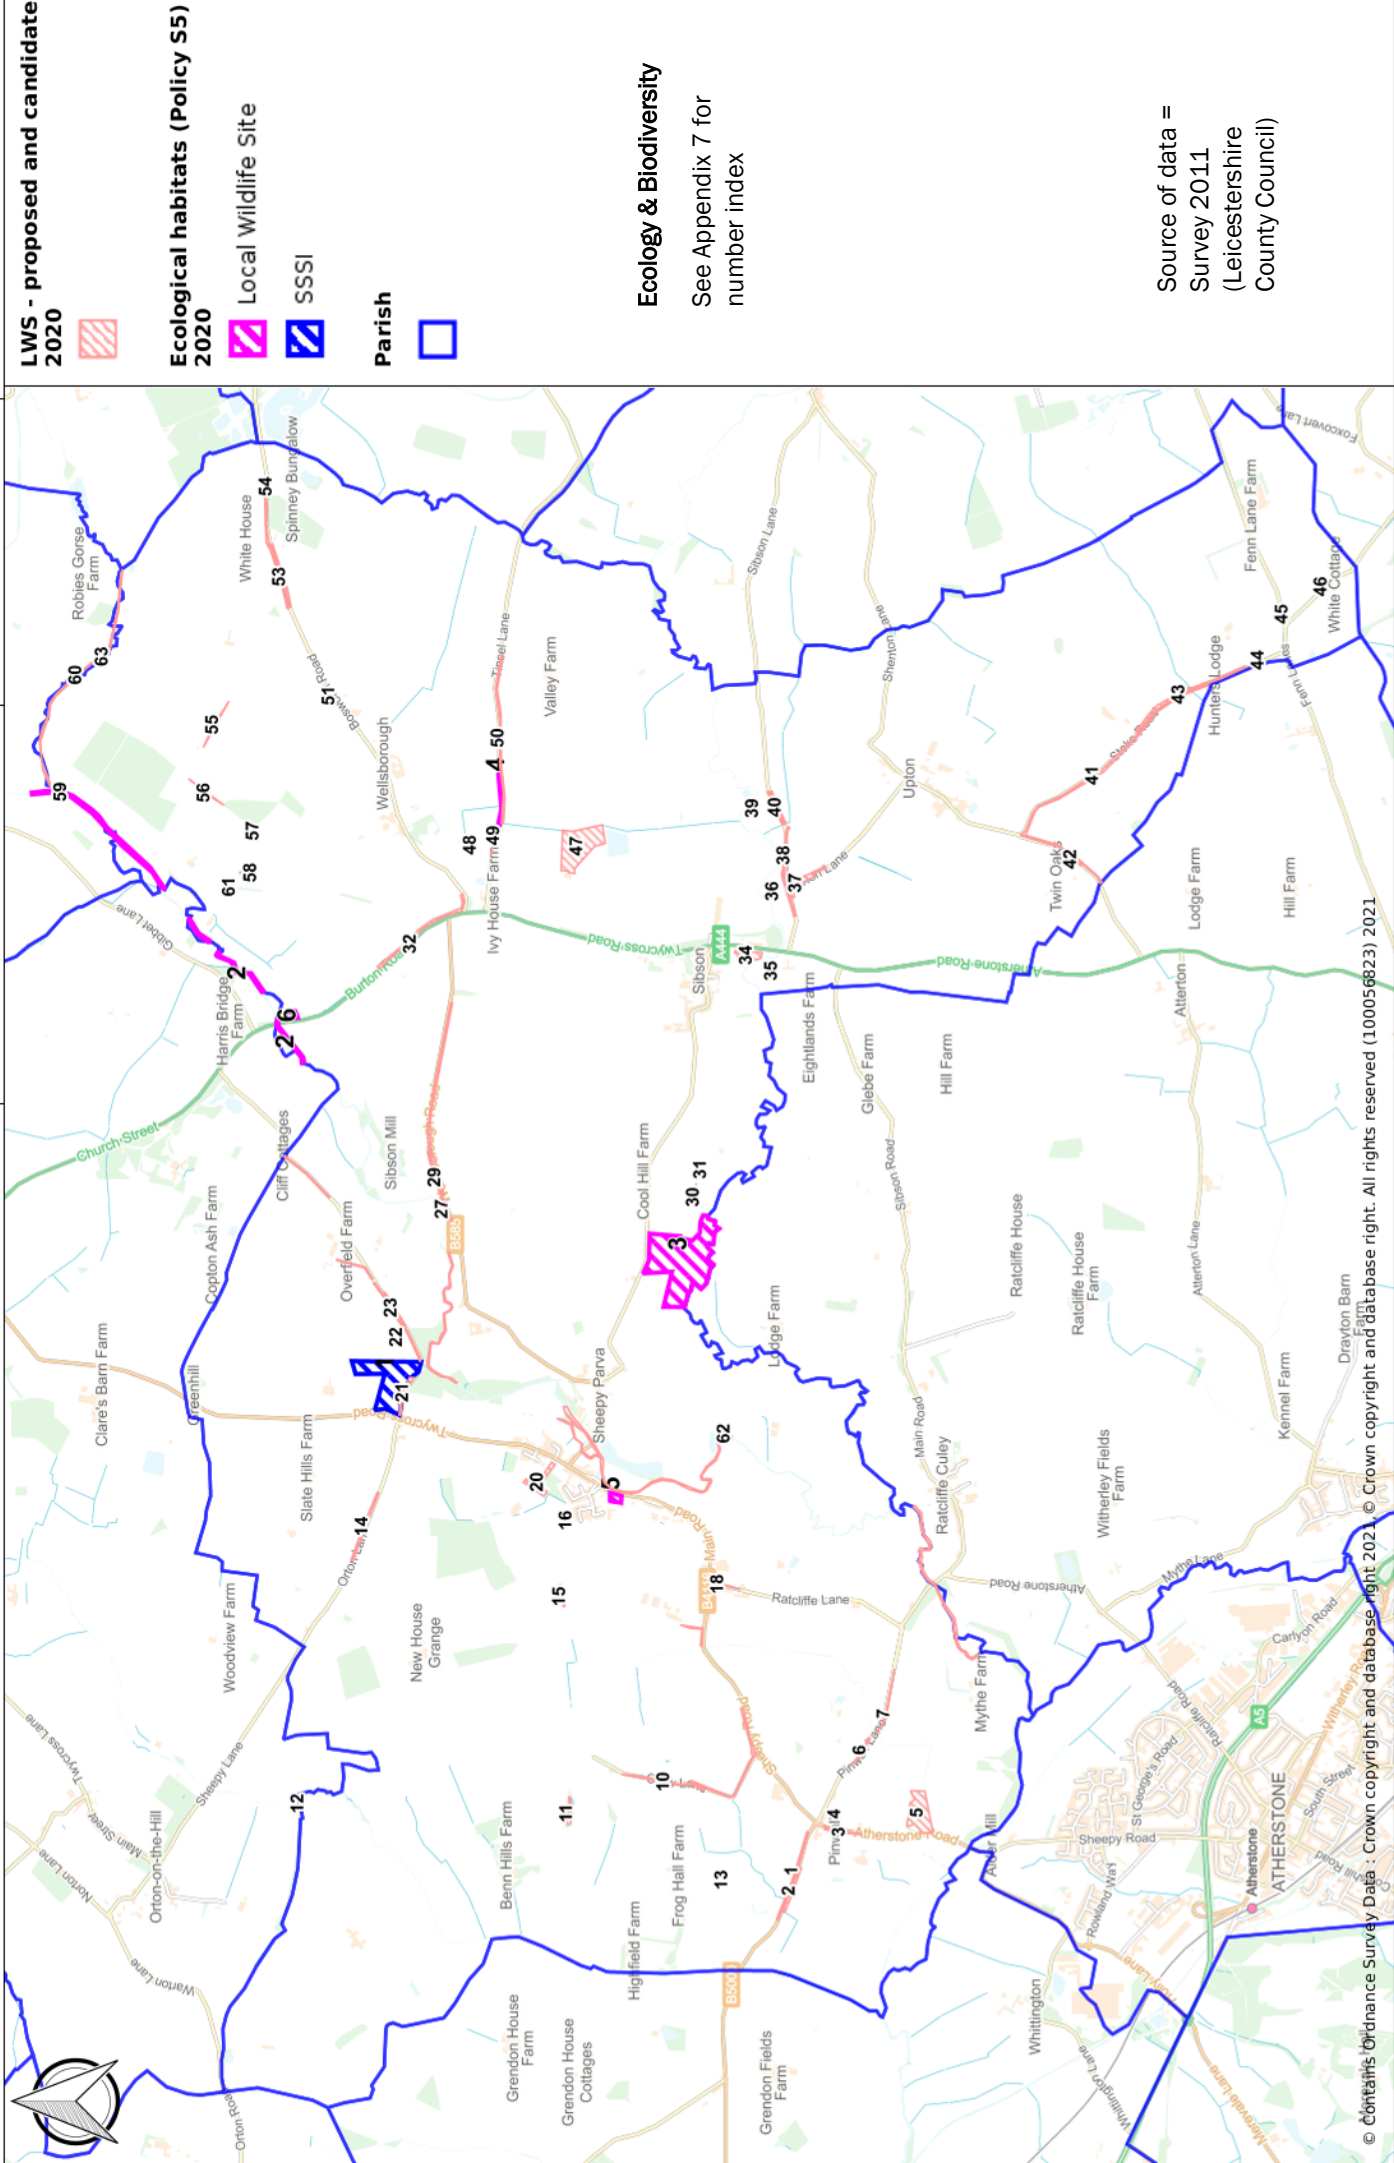 LWS - proposed and candidate
2020
Ecological habitats (Policy S5)
2020
Local Wildlife Site
SSSI
Parish
Ecology & Biodiversity
See Appendix 7 for
number index
Source of data =
Survey 2011
(Leicestershire
County Council)
Orton Road
Warton Lane
Norton Lane
Main Street
Twycross Lane
Orton-on-the-Hill
Sheepy Lane
12
Woodview Farm
Clare's Barn Farm
Greenhill
Copton Ash Farm
Church Street
Cliff Cottages
Harris Bridge
Farm
Gibbet Lane
2
2
6
59
60
63
Robies Gorse
Farm
55
56
57
58
61
White House
54
53
Spinney Bungalow
51
Wellsborough
Slate Hills Farm
Orton Lane
14
Twycross Road
21
22
23
Overfield Farm
Sibson Mill
Burton Road
32
27
29
B585
48
49
4
50
Tinsel Lane
Ivy House Farm
Valley Farm
47
Twycross Road
New House
Grange
Benn Hills Farm
Grendon House
Farm
Grendon House
Cottages
11
15
16
20
5
Sheepy Parva
Cool Hill Farm
Highfield Farm
Frog Hall Farm
10
13
18
Main Road
62
3
30
31
Sibson
A444
34
35
39
40
36
37
38
Sibson Lane
Grendon Fields
Farm
2
1
Sheepy Road
Ratcliffe Lane
Lodge Farm
Eightlands Farm
3
4
6
7
5
Atherstone Road
Glebe Farm
Shenton Lane
Upton
Main Road
Sibson Road
Ratcliffe Culey
Hill Farm
Atherstone Road
Mythe Farm
Alder Mill
Ratcliffe House
Twin Oaks
42
41
43
Whittington
Whittington Lane
Rowland Way
Sheepy Road
St George's Road
Ratcliffe Road
Atherstone Road
Witherley Fields
Farm
Ratcliffe House
Farm
Mythe Lane
Atterton Lane
Atterton
Lodge Farm
Hunters Lodge
44
45
46
Fenn Lane Farm
White Cottage
Merevale Lane
Holly Lane
Atherstone
ATHERSTONE
A5
South Street
Carlyon Road
Kennel Farm
Hill Farm
Drayton Barn
Farm
Foxcovert Lane
© Contains Ordnance Survey Data : Crown copyright and database right 2021,© Crown copyright and database right. All rights reserved (100056823) 2021